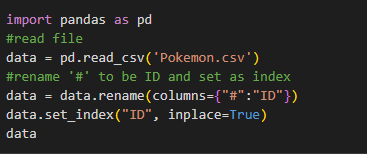 import pandas as pd
#read file
data = pd.read_csv('Pokemon.csv')
#rename '#' to be ID and set as index
data = data.rename(columns={"#":"ID"})
data.set_index("ID", inplace=True)
data